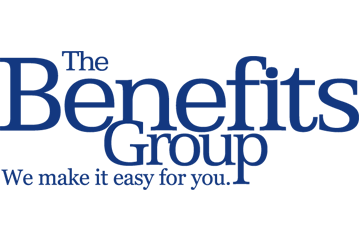 The
Benefits
Group
We make it easy for you.